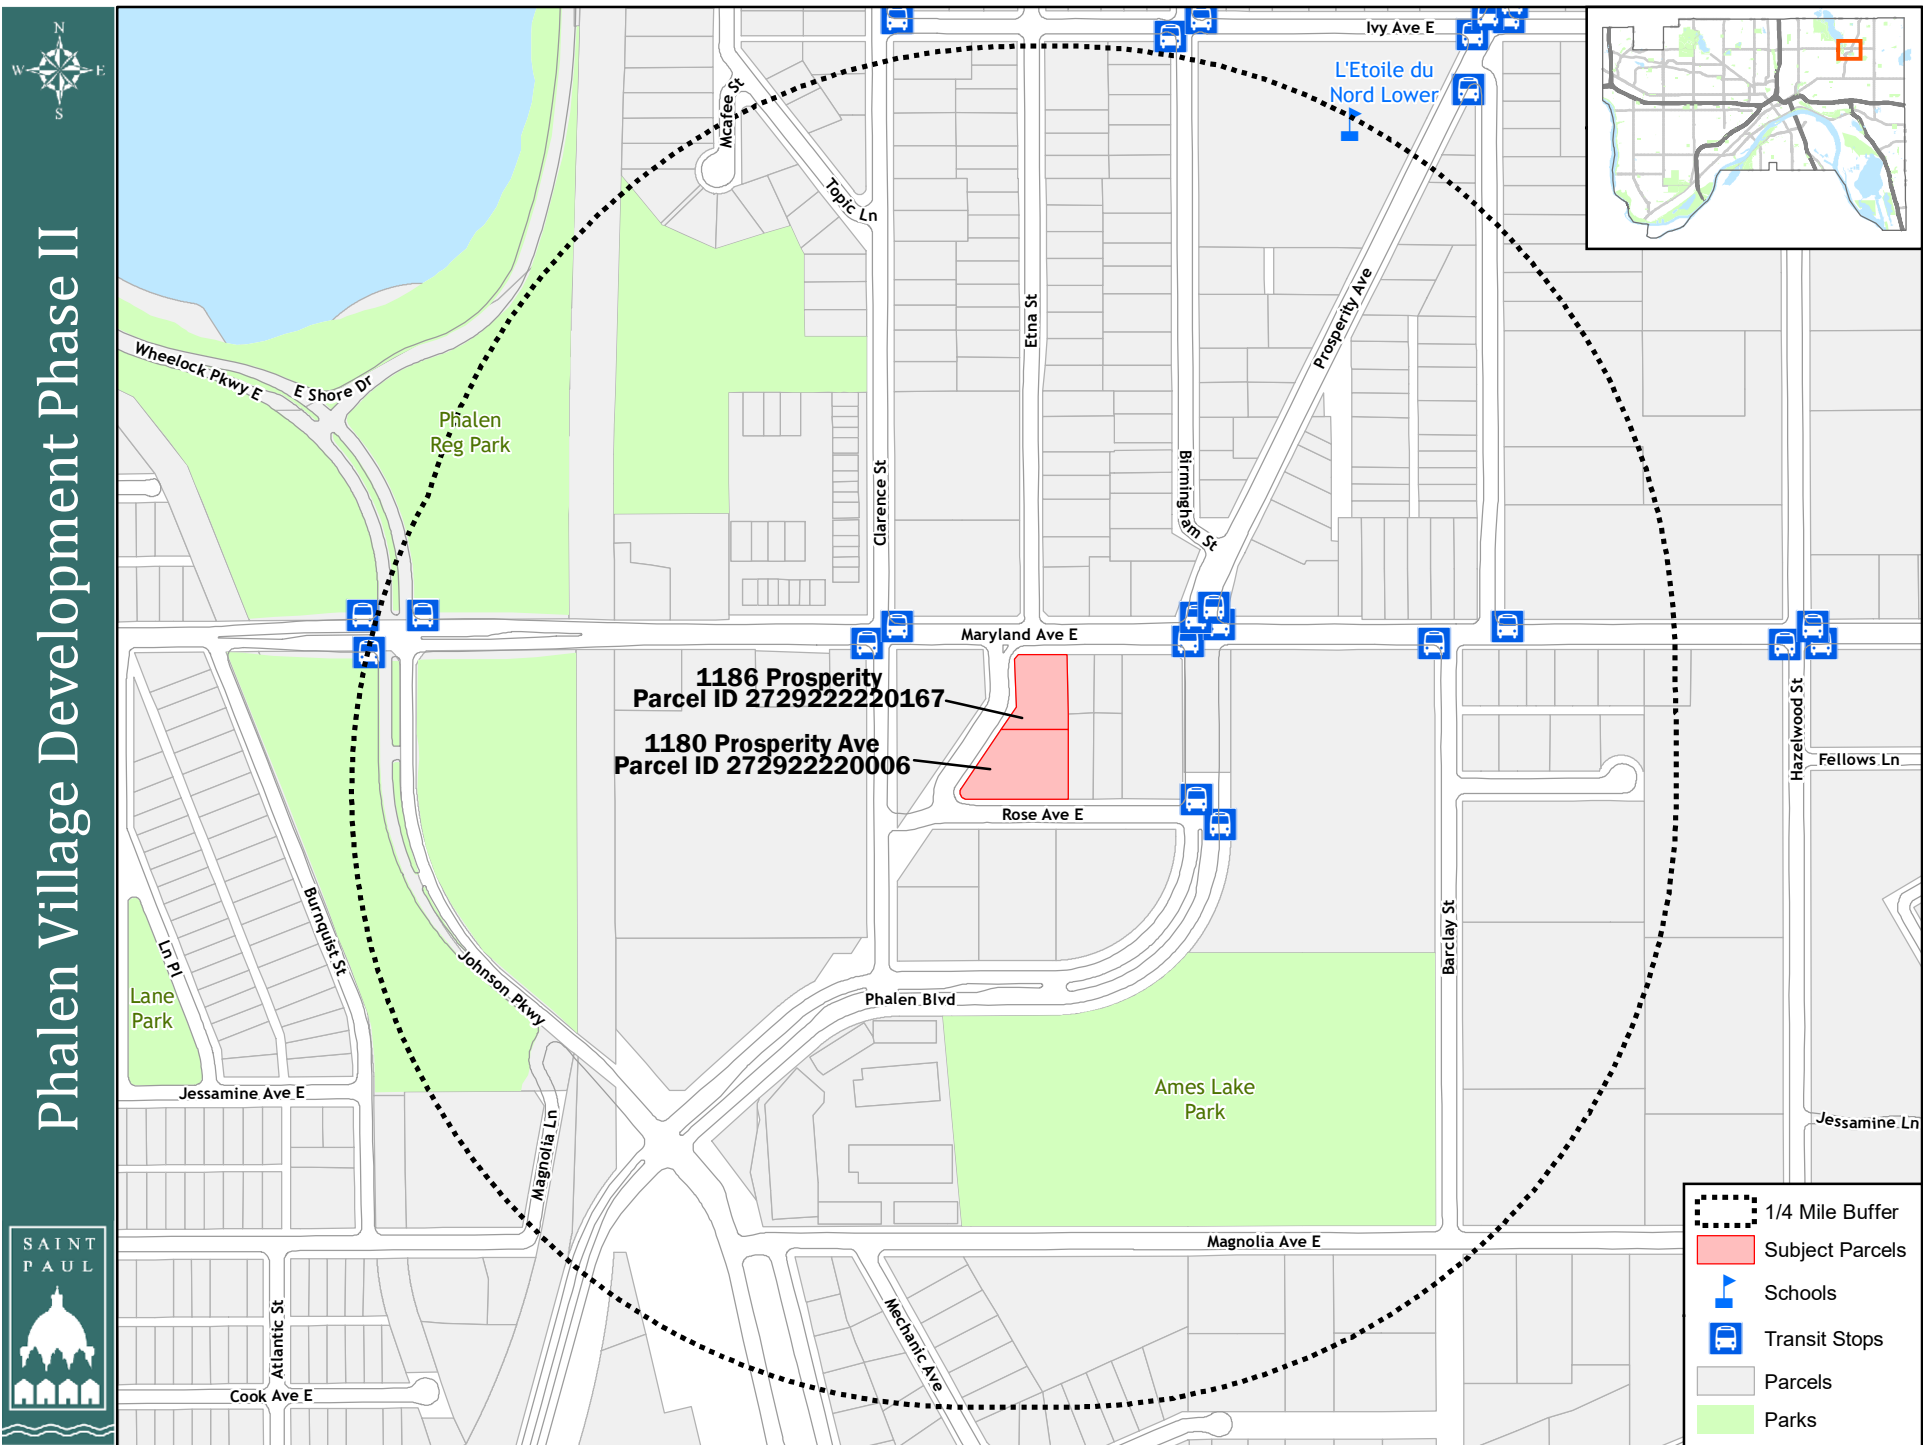 N
W E
S
Phalen Village Development Phase II
SAINT
PAUL
Ivy Ave E
L'Etoile du
Nord Lower
Mcafee St
Topic Ln
Etna St
Prosperity Ave
Wheelock Pkwy E
E Shore Dr
Phalen
Reg Park
Clarence St
Birmingham St
Maryland Ave E
1186 Prosperity
Parcel ID 2729222220167
1180 Prosperity Ave
Parcel ID 272922220006
Hazelwood St
Fellows Ln
Rose Ave E
Burnquist St
Ln Pl
Barclay St
Johnson Pkwy
Lane
Park
Phalen Blvd
Jessamine Ave E
Ames Lake
Park
Magnolia Ln
Jessamine Ln
Magnolia Ave E
Atlantic St
Mechanic Ave
Cook Ave E
1/4 Mile Buffer
Subject Parcels
Schools
Transit Stops
Parcels
Parks